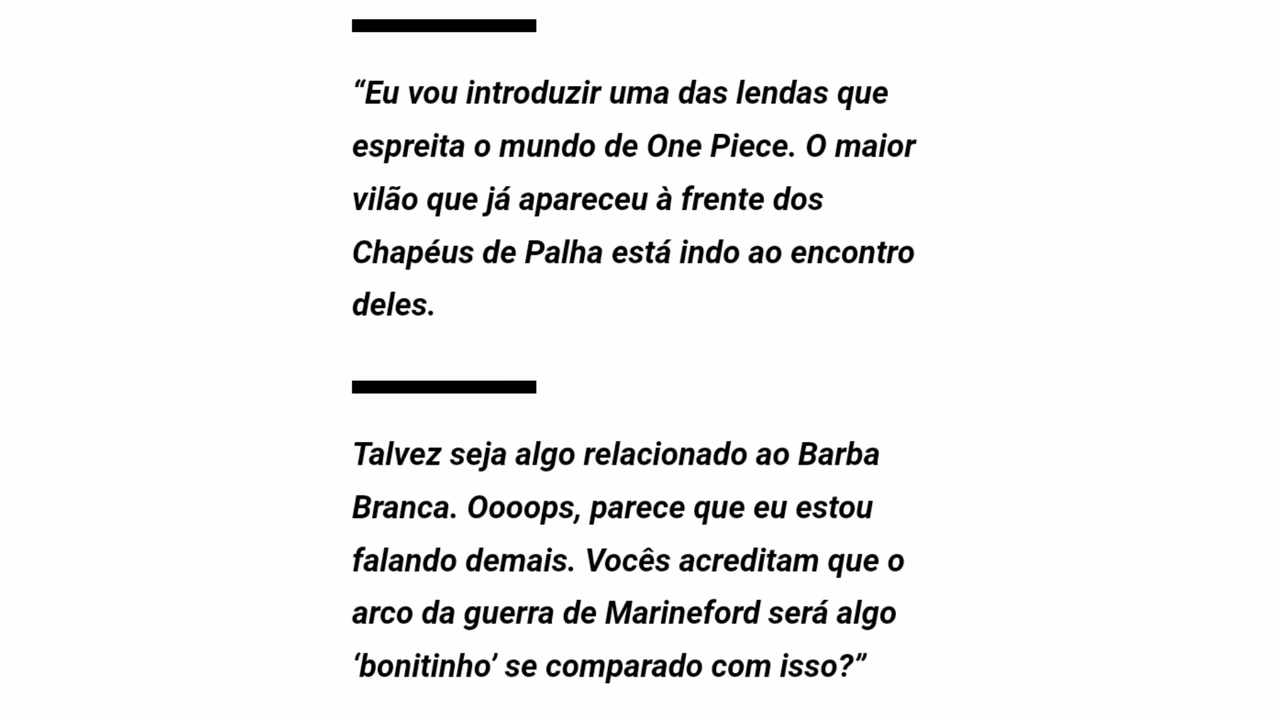 “Eu vou introduzir uma das lendas que
espreita o mundo de One Piece. O maior
vilão que já apareceu à frente dos
Chapéus de Palha está indo ao encontro
deles.
Talvez seja algo relacionado ao Barba
Branca. Oooops, parece que eu estou
falando demais. Vocês acreditam que o
arco da guerra de Marineford será algo
‘bonitinho’ se comparado com isso?”